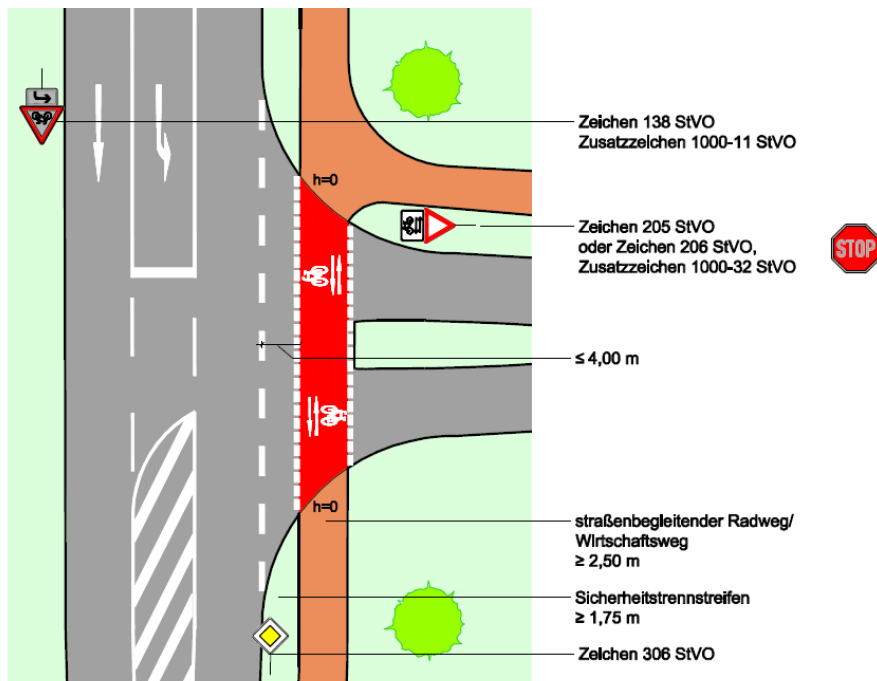 Zeichen 138 StVO
Zusatzzeichen 1000-11 StVO
h=0
Zeichen 205 StVO
oder Zeichen 206 StVO,
Zusatzzeichen 1000-32 StVO
STOP
≤ 4,00 m
h=0
straßenbegleitender Radweg/
Wirtschaftsweg
≥ 2,50 m
Sicherheitstrennstreifen
≥ 1,75 m
Zeichen 306 StVO